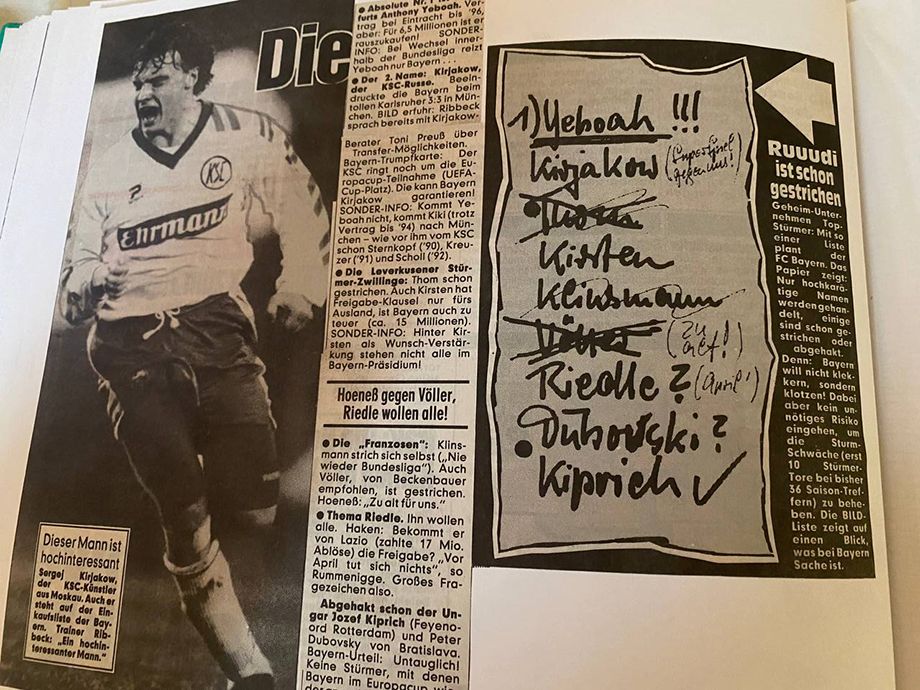 Die
KSC
Ehrmann
Dieser Mann ist
hochinteressant
Sergej Kirjakow,
der KSC-Künstler
aus Moskau. Auch er
steht auf der Ein-
kaufsliste der Bay-
ern. Trainer Rib-
beck: „Ein hochin-
teressanter Mann."
● Absolute Nr. 1 ist
furts Anthony Yeboah. Ver-
trag bei Eintracht bis '96,
aber: Für 6,5 Millionen ist er
rauszukaufen! SONDER-
INFO: Bei Wechsel inner-
halb der Bundesliga reizt
Yeboah nur Bayern . . .
● Der 2. Name: Kirjakow,
der KSC-Russe. Beein-
druckte die Bayern beim
tollen Karlsruher 3:3 in Mün-
chen. BILD erfuhr: Ribbeck
sprach bereits mit Kirjakow-
Berater Toni Preuß über
Transfer-Möglichkeiten.
Bayern-Trumpfkarte: Der
KSC ringt noch um die Eu-
ropacup-Teilnahme (UEFA-
Cup-Platz). Die kann Bayern
Kirjakow garantieren!
SONDER-INFO: Kommt Ye-
boah nicht, kommt Kiki (trotz
Vertrag bis '94) nach Mün-
chen – wie vor ihm vom KSC
schon Sternkopf ('90), Kreu-
zer ('91) und Scholl ('92).
● Die Leverkusener Stür-
mer-Zwillinge: Thom schon
gestrichen. Auch Kirsten hat
Freigabe-Klausel nur fürs
Ausland, ist Bayern auch zu
teuer (ca. 15 Millionen).
SONDER-INFO: Hinter Kir-
sten als Wunsch-Verstär-
kung stehen nicht alle im
Bayern-Präsidium!
Hoeneß gegen Völler,
Riedle wollen alle!
● Die „Franzosen": Klins-
mann strich sich selbst („Nie
wieder Bundesliga"). Auch
Völler, von Beckenbauer
empfohlen, ist gestrichen.
Hoeneß: „Zu alt für uns."
● Thema Riedle. Ihn wollen
alle. Haken: Bekommt er
von Lazio (zahlte 17 Mio.
Ablöse) die Freigabe? „Vor
April tut sich nichts", so
Rummenigge. Großes Fra-
gezeichen also.
Abgehakt schon der Un-
gar Jozef Kiprich (Feyeno-
ord Rotterdam) und Peter
Dubovsky von Bratislava.
Bayern-Urteil: Untauglich!
Keine Stürmer, mit denen
Bayern im Europacup wie
1) Yeboah !!!
Kirjakow (Superspiel
gegen uns!)
● Thom
Kirsten
Klinsmann
Völler (zu
alt!)
Riedle? (April!)
● Dubovski?
Kiprich ✓
Ruuudi
ist schon
gestrichen
Geheim-Unter-
nehmen Top-
Stürmer: Mit so
einer Liste
plant der
FC Bayern. Das
Papier zeigt:
Nur hochkarä-
tige Namen
werden gehan-
delt, einige
sind schon ge-
strichen oder
abgehakt.
Denn: Bayern
will nicht klek-
kern, sondern
klotzen! Dabei
aber kein un-
nötiges Risiko
eingehen, um
die Sturm-
Schwäche (erst
10 Stürmer-
Tore bei bisher
36 Saison-Tref-
fern) zu behe-
ben. Die BILD-
Liste zeigt auf
einen Blick,
was bei Bayern
Sache ist.